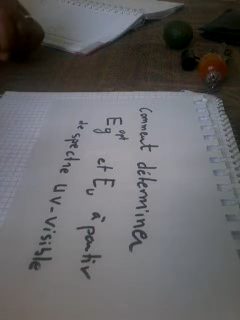 Comment déterminer
Eg opt et Eu à partir
de spectre UV-Visible